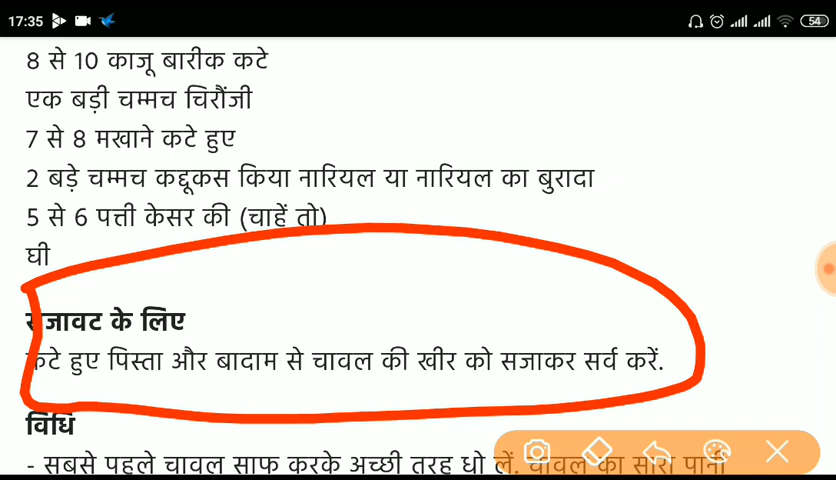 17:35
54
8 से 10 काजू बारीक कटे
एक बड़ी चम्मच चिरौंजी
7 से 8 मखाने कटे हुए
2 बड़े चम्मच कद्दूकस किया नारियल या नारियल का बुरादा
5 से 6 पत्ती केसर की (चाहें तो)
घी
सजावट के लिए
कटे हुए पिस्ता और बादाम से चावल की खीर को सजाकर सर्व करें.
विधि
- सबसे पहले चावल साफ करके अच्छी तरह धो लें. चावल का सारा पानी